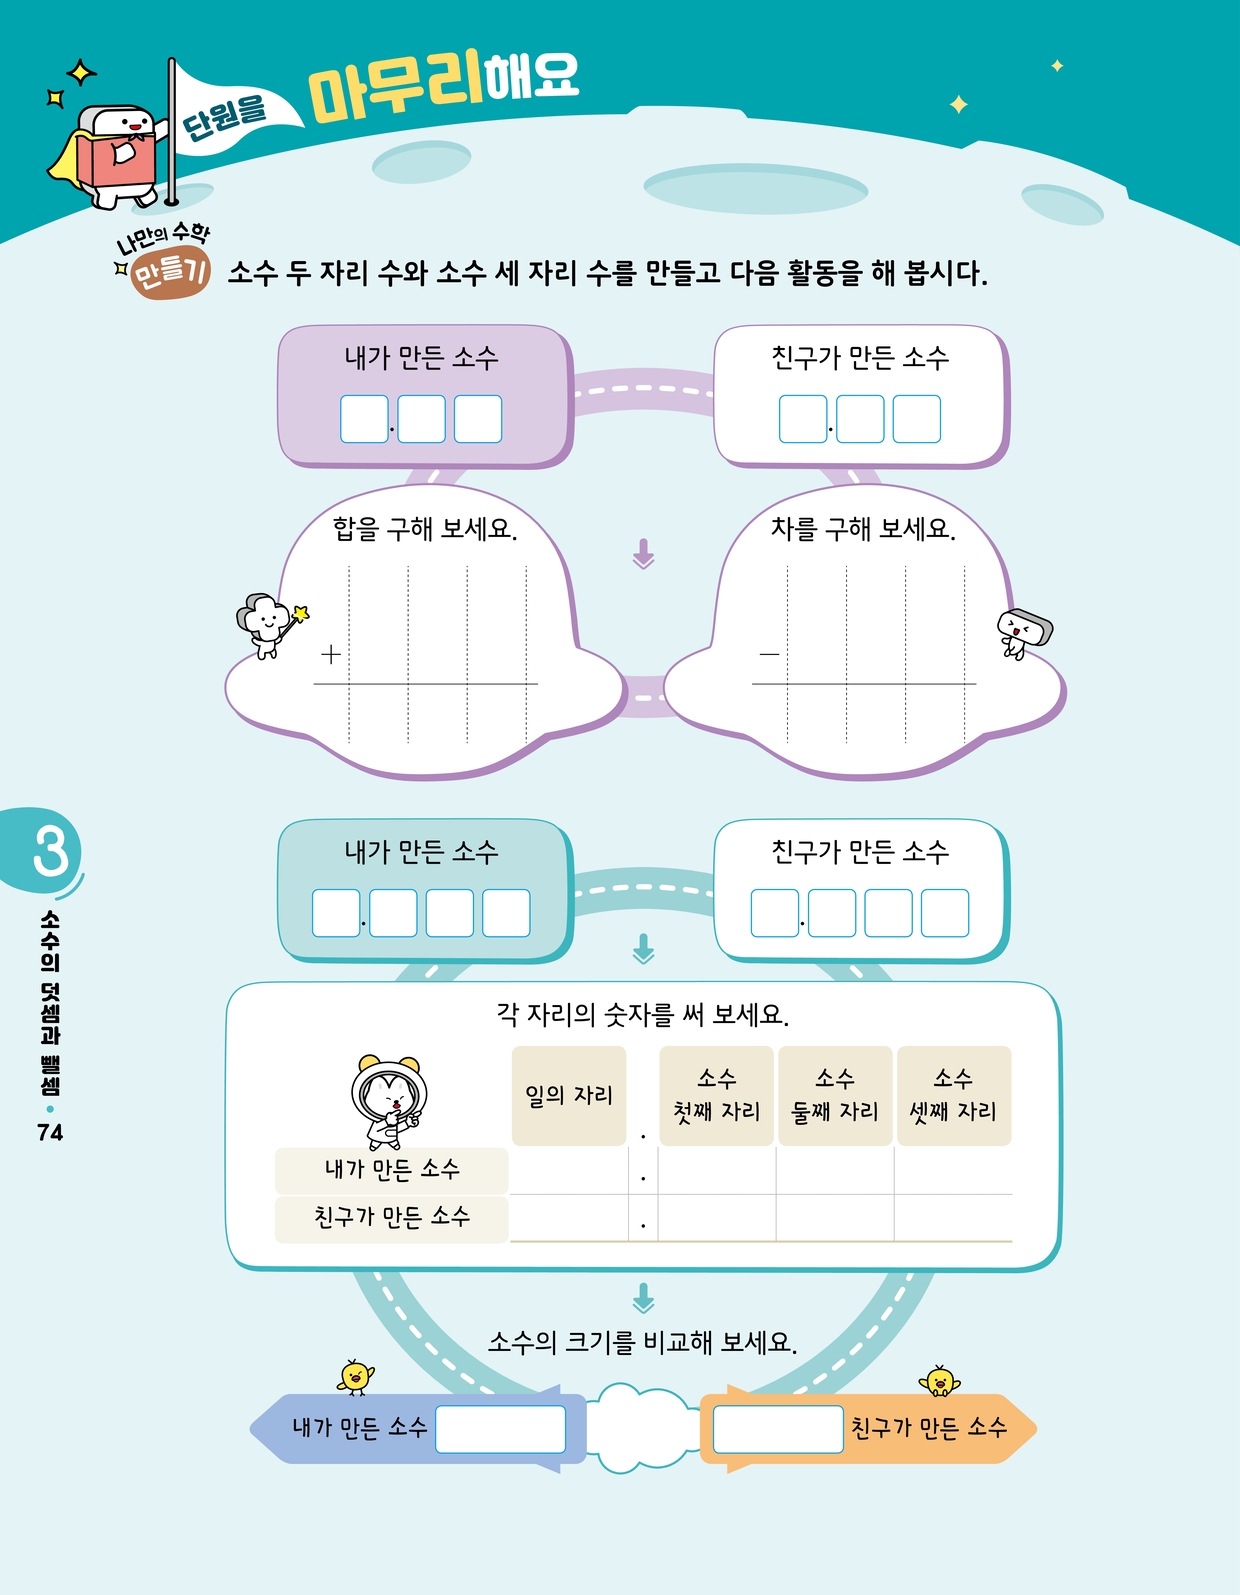 단원을 마무리해요
나만의 수학
만들기
소수 두 자리 수와 소수 세 자리 수를 만들고 다음 활동을 해 봅시다.
내가 만든 소수
.
친구가 만든 소수
.
합을 구해 보세요.
+
차를 구해 보세요.
−
내가 만든 소수
.
친구가 만든 소수
.
각 자리의 숫자를 써 보세요.
일의 자리
.
소수
첫째 자리
소수
둘째 자리
소수
셋째 자리
내가 만든 소수 .
친구가 만든 소수 .
소수의 크기를 비교해 보세요.
내가 만든 소수
친구가 만든 소수
3
소수의 덧셈과 뺄셈
74